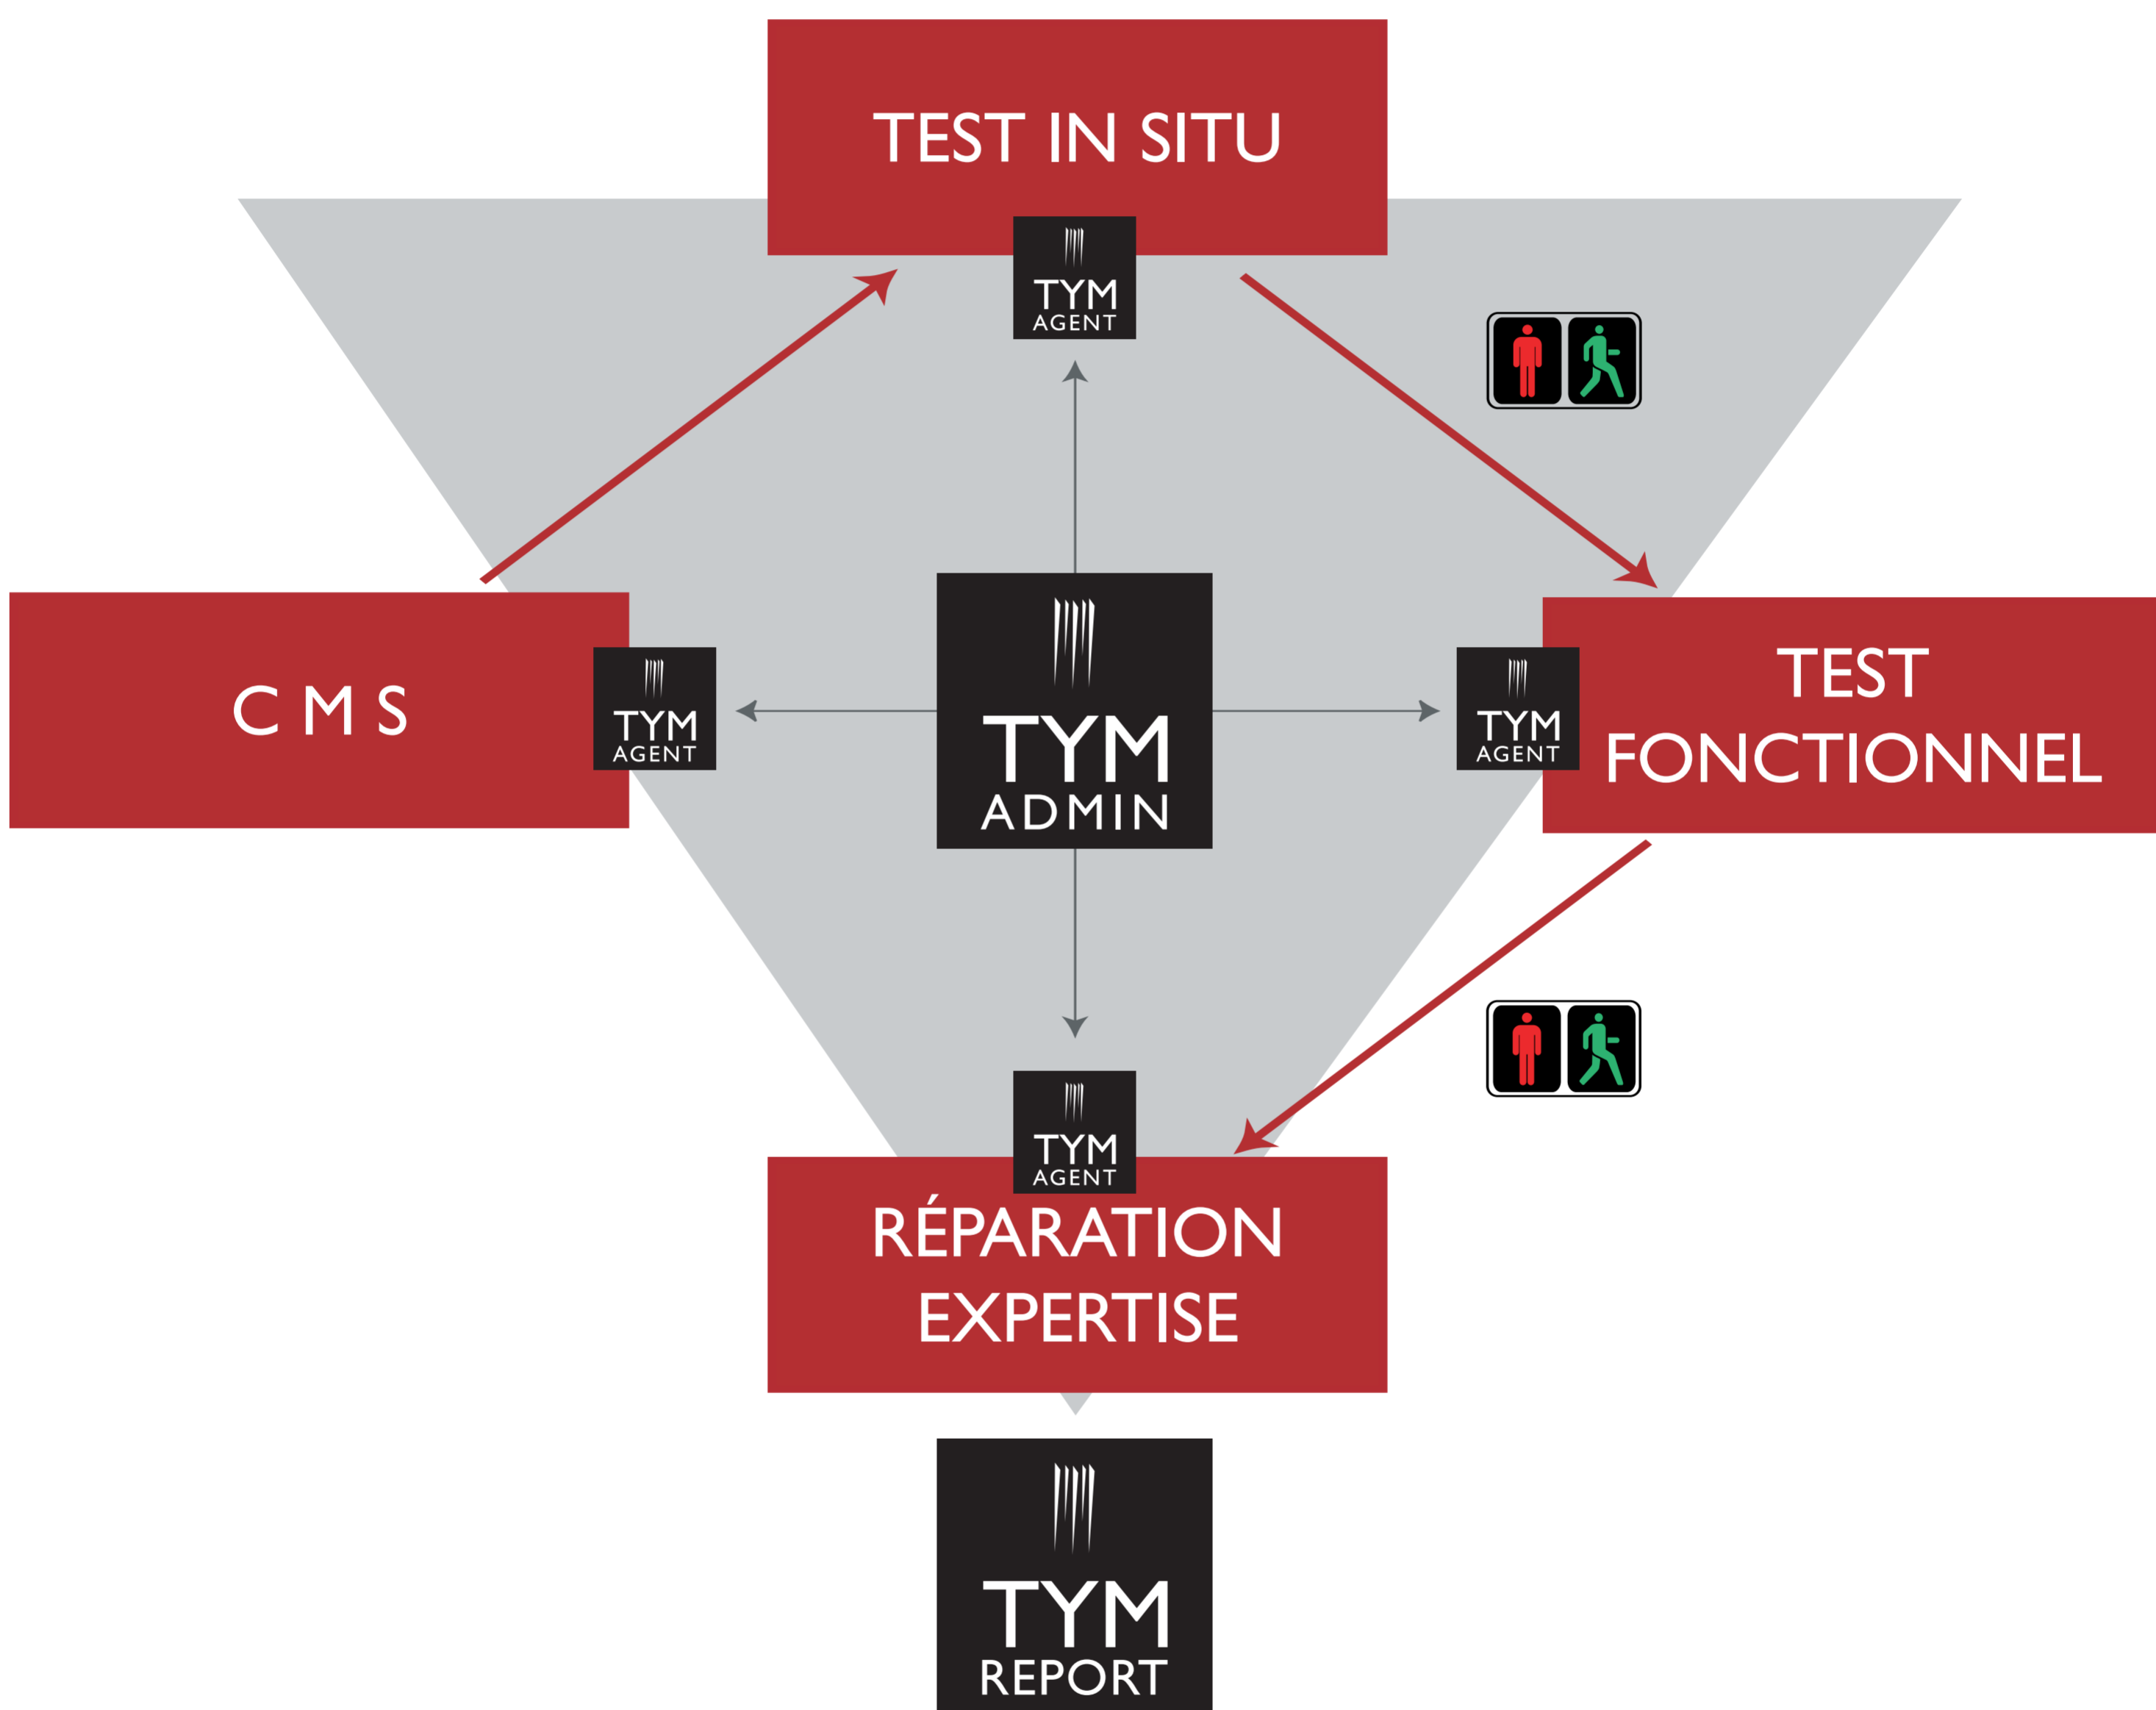 TEST IN SITU
TYM
AGENT
C M S
TYM
AGENT
TYM
ADMIN
TYM
AGENT
TEST
FONCTIONNEL
TYM
AGENT
RÉPARATION
EXPERTISE
TYM
REPORT